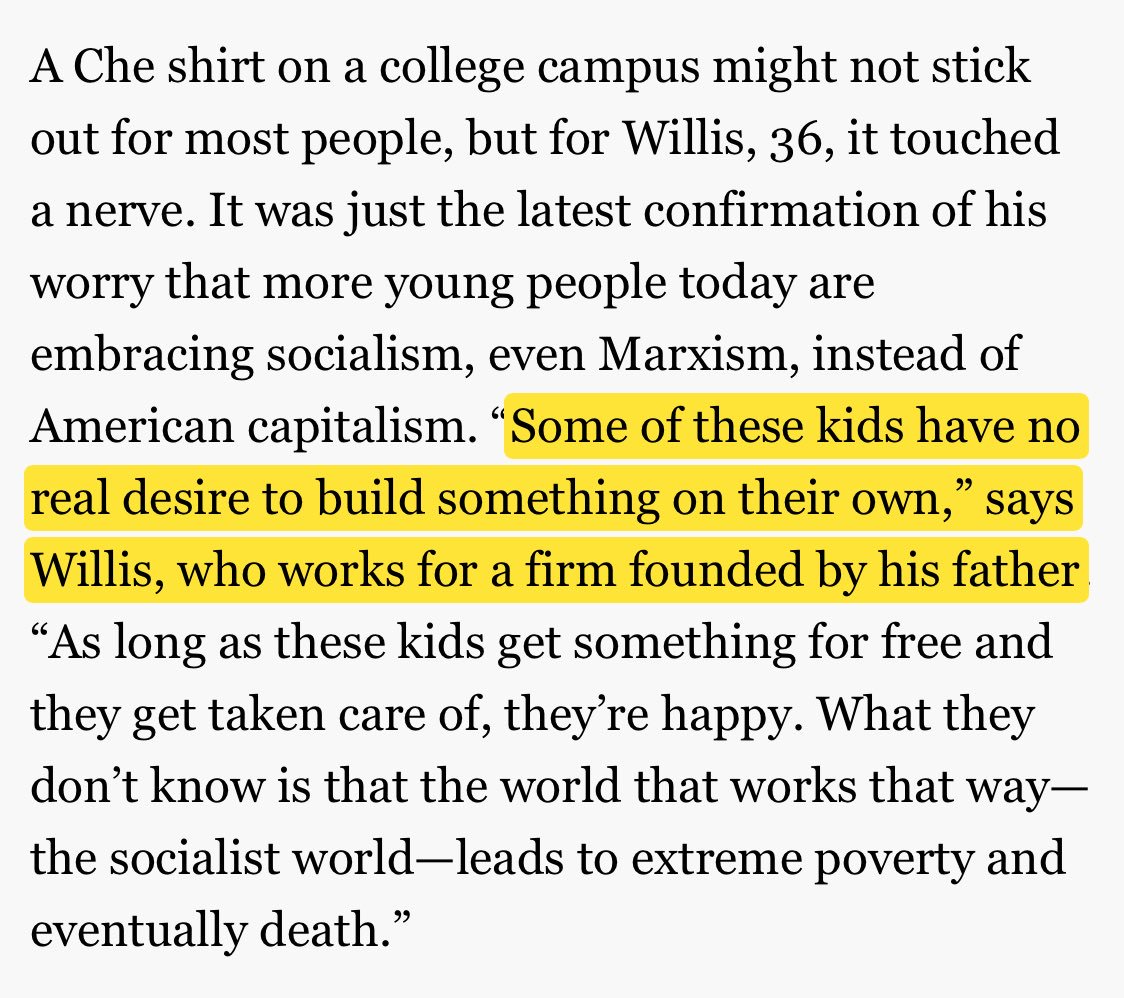 A Che shirt on a college campus might not stick
out for most people, but for Willis, 36, it touched
a nerve. It was just the latest confirmation of his
worry that more young people today are
embracing socialism, even Marxism, instead of
American capitalism. “Some of these kids have no
real desire to build something on their own,” says
Willis, who works for a firm founded by his father.
“As long as these kids get something for free and
they get taken care of, they’re happy. What they
don’t know is that the world that works that way—
the socialist world—leads to extreme poverty and
eventually death.”